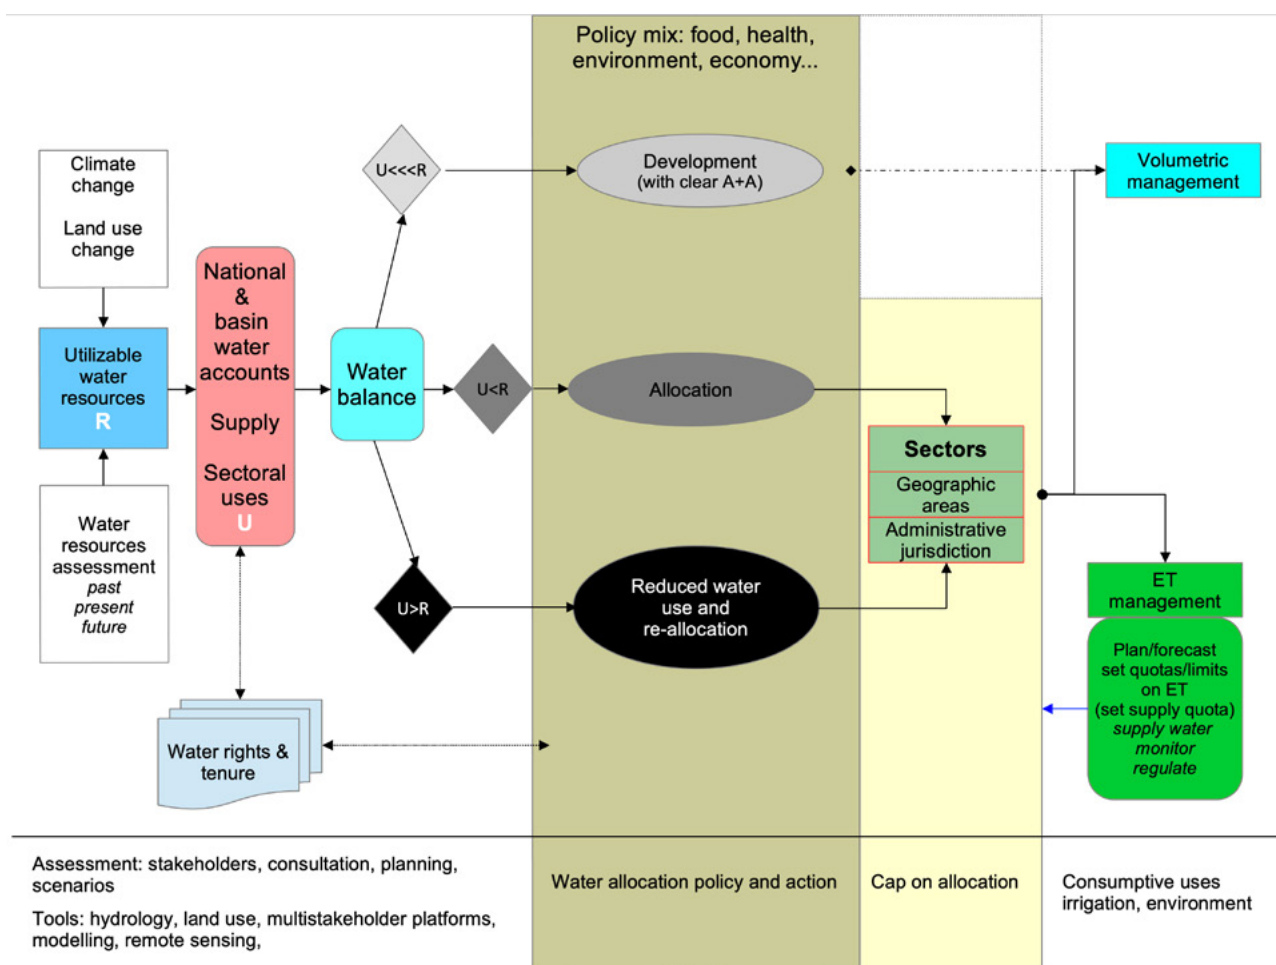 Policy mix: food, health,
environment, economy...
Climate
change
Land use
change
U<<<R
Development
(with clear A+A)
Volumetric
management
National
&
basin
water
accounts
Supply
Sectoral
uses
U
Utilizable
water
resources
R
Water
balance
U<R
Allocation
Sectors
Geographic
areas
Administrative
jurisdiction
Water
resources
assessment
past
present
future
U>R
Reduced water
use and
re-allocation
ET
management
Plan/forecast
set quotas/limits
on ET
(set supply quota)
supply water
monitor
regulate
Water rights &
tenure
Assessment: stakeholders, consultation, planning,
scenarios
Tools: hydrology, land use, multistakeholder platforms,
modelling, remote sensing,
Water allocation policy and action
Cap on allocation
Consumptive uses
irrigation, environment